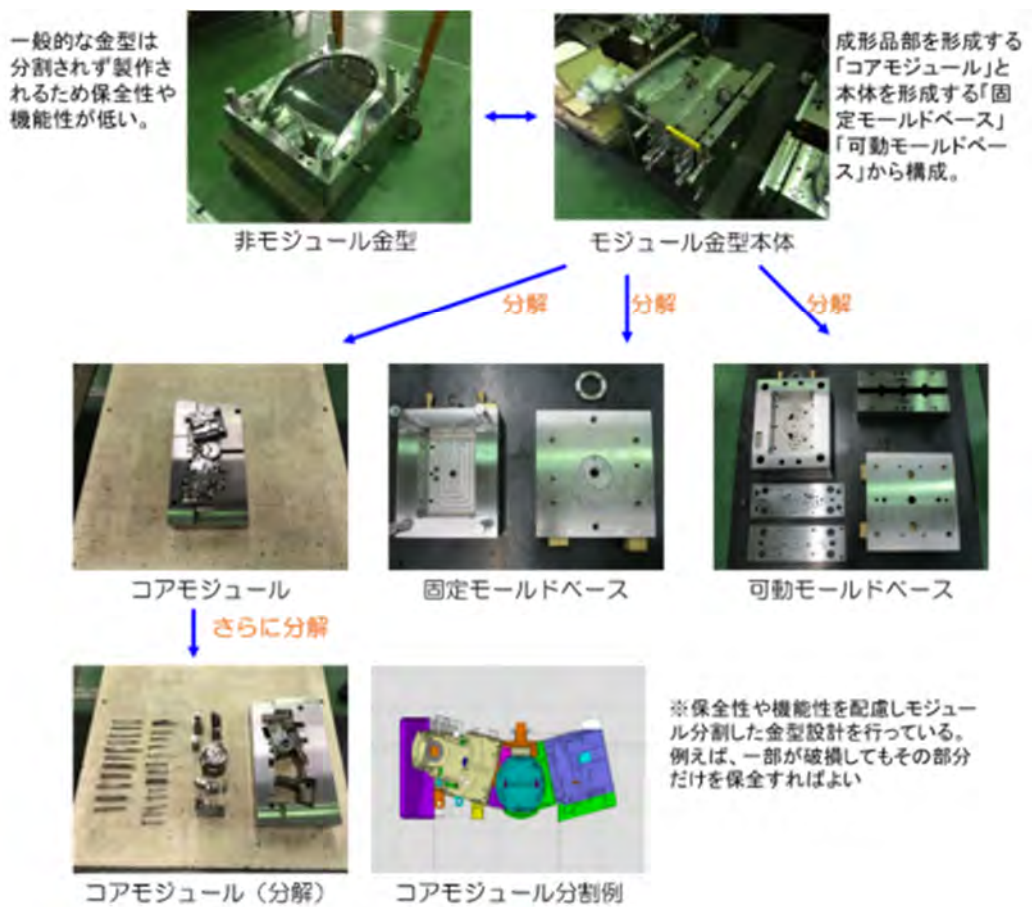 一般的な金型は
分割されず製作さ
れるため保全性や
機能性が低い。
成形品部を形成する
「コアモジュール」と
本体を形成する「固
定モールドベース」
「可動モールドベー
ス」から構成。
非モジュール金型
モジュール金型本体
分解
分解
分解
コアモジュール
固定モールドベース
可動モールドベース
さらに分解
※保全性や機能性を配慮しモジュー
ル分割した金型設計を行っている。
例えば、一部が破損してもその部分
だけを保全すればよい
コアモジュール（分解）
コアモジュール分割例